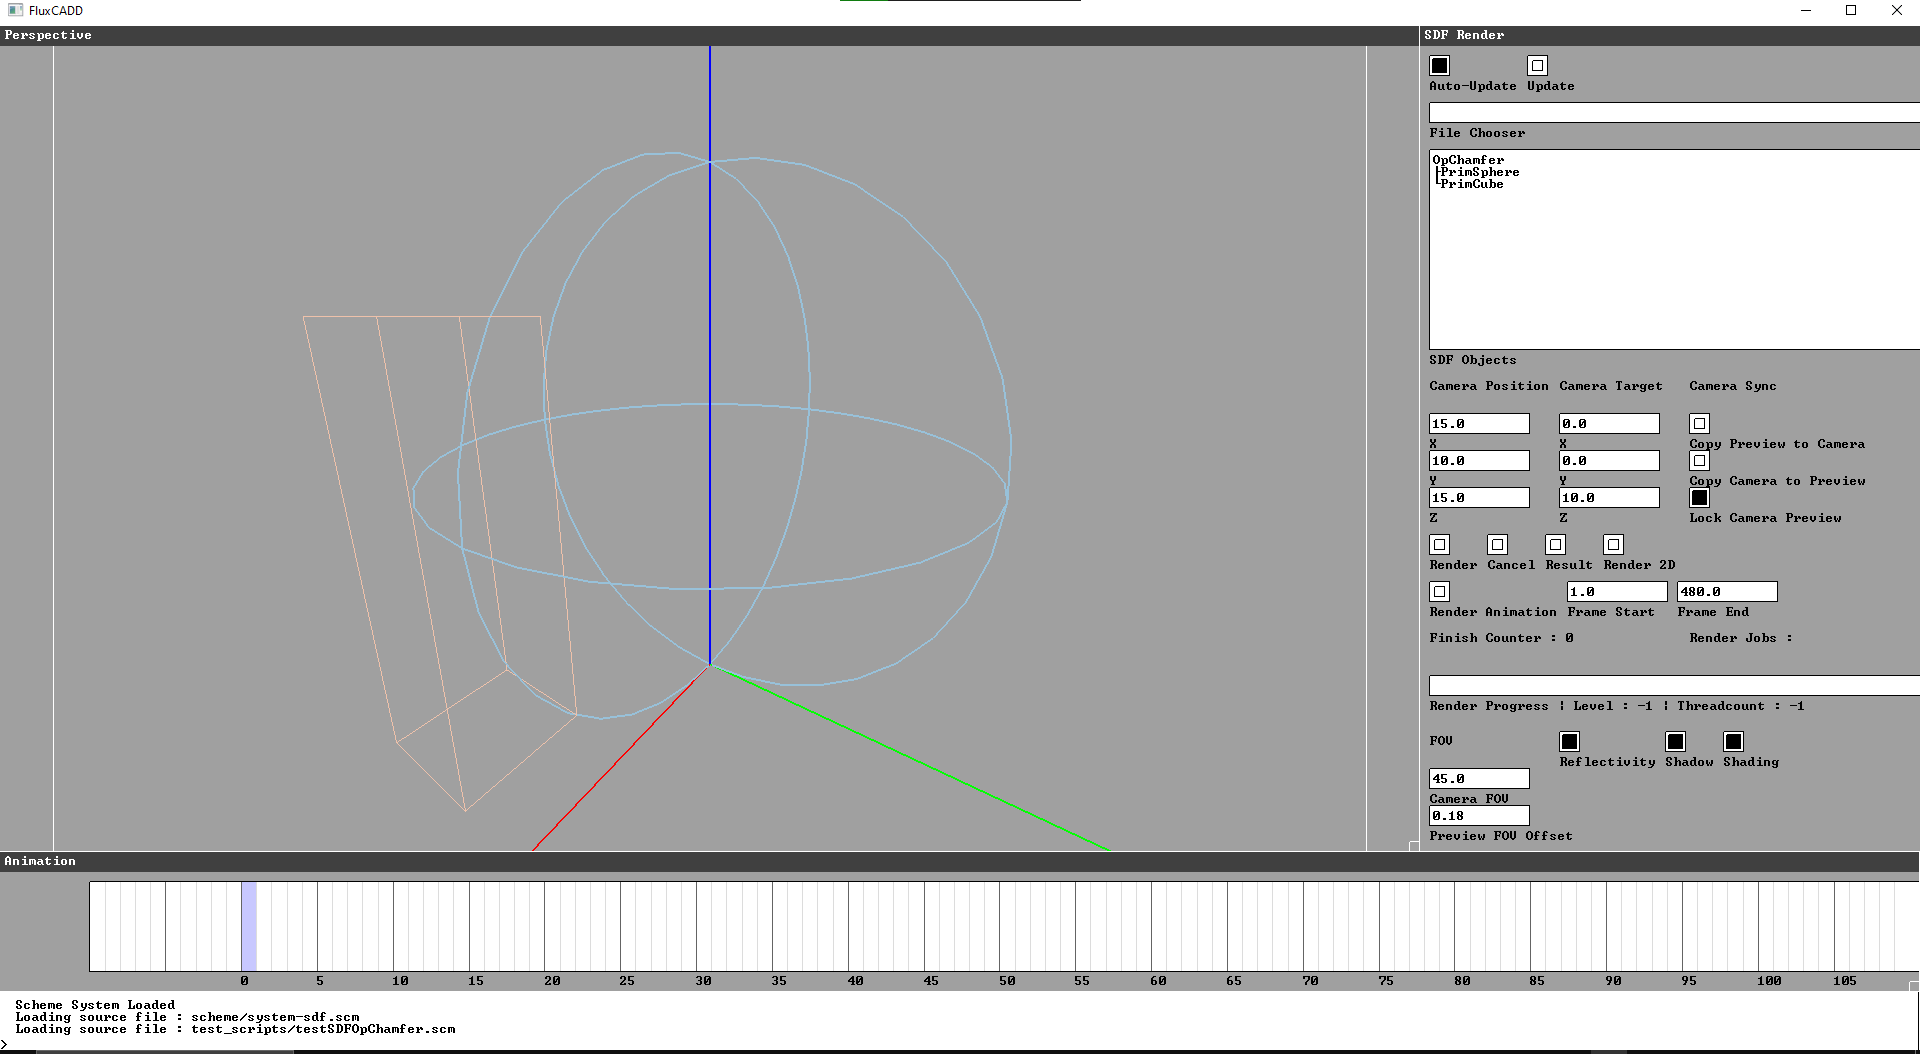 FluxCADD
Perspective
SDF Render
Auto-Update Update
File Chooser
OpChamfer
PrimSphere
PrimCube
SDF Objects
Camera Position Camera Target Camera Sync
15.0 0.0
X X Copy Preview to Camera
10.0 0.0
Y Y Copy Camera to Preview
15.0 10.0
Z Z Lock Camera Preview
Render Cancel Result Render 2D
1.0 480.0
Render Animation Frame Start Frame End
Finish Counter : 0 Render Jobs :
Render Progress | Level : -1 | Threadcount : -1
FOV
Reflectivity Shadow Shading
45.0
Camera FOV
0.18
Preview FOV Offset
Animation
0 5 10 15 20 25 30 35 40 45 50 55 60 65 70 75 80 85 90 95 100 105
Scheme System Loaded
Loading source file : scheme/system-sdf.scm
Loading source file : test_scripts/testSDFOpChamfer.scm
>